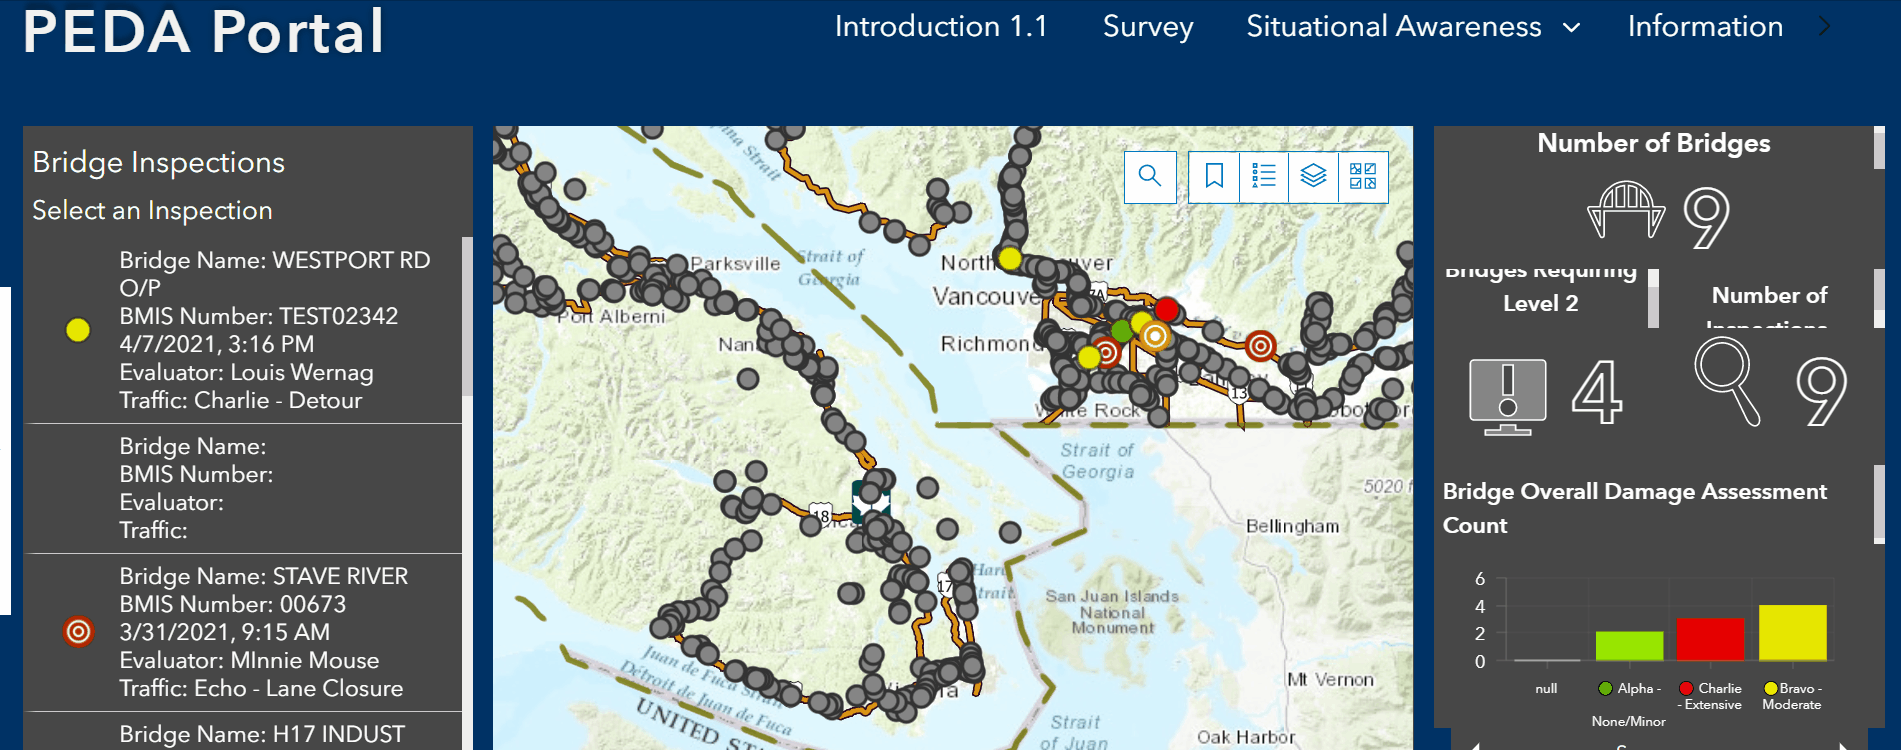 PEDA Portal
Introduction 1.1
Survey
Situational Awareness
Information
Bridge Inspections
Select an Inspection
Bridge Name: WESTPORT RD
O/P
BMIS Number: TEST02342
4/7/2021, 3:16 PM
Evaluator: Louis Wernag
Traffic: Charlie - Detour
Bridge Name:
BMIS Number:
Evaluator:
Traffic:
Bridge Name: STAVE RIVER
BMIS Number: 00673
3/31/2021, 9:15 AM
Evaluator: MInnie Mouse
Traffic: Echo - Lane Closure
Bridge Name: H17 INDUST
Strait
Parksville
Strait of
Georgia
Port Alberni
North
Vancouve
Richmond
7A
13
White Rock
Strait of
Georgia
5020 f
Bellingham
18
17
Haro
Strait
San Juan Islands
National
Monument
Mt Vernon
Juan de Fuca Strait
Détroit de Juan de Fuca
UNITED ST
Strait
of Juan
Oak Harbor
Number of Bridges
9
Bridges Requiring
Level 2
4
Number of
Inspections
9
Bridge Overall Damage Assessment
Count
6
4
2
0
null
Alpha -
None/Minor
Charlie
- Extensive
Bravo -
Moderate